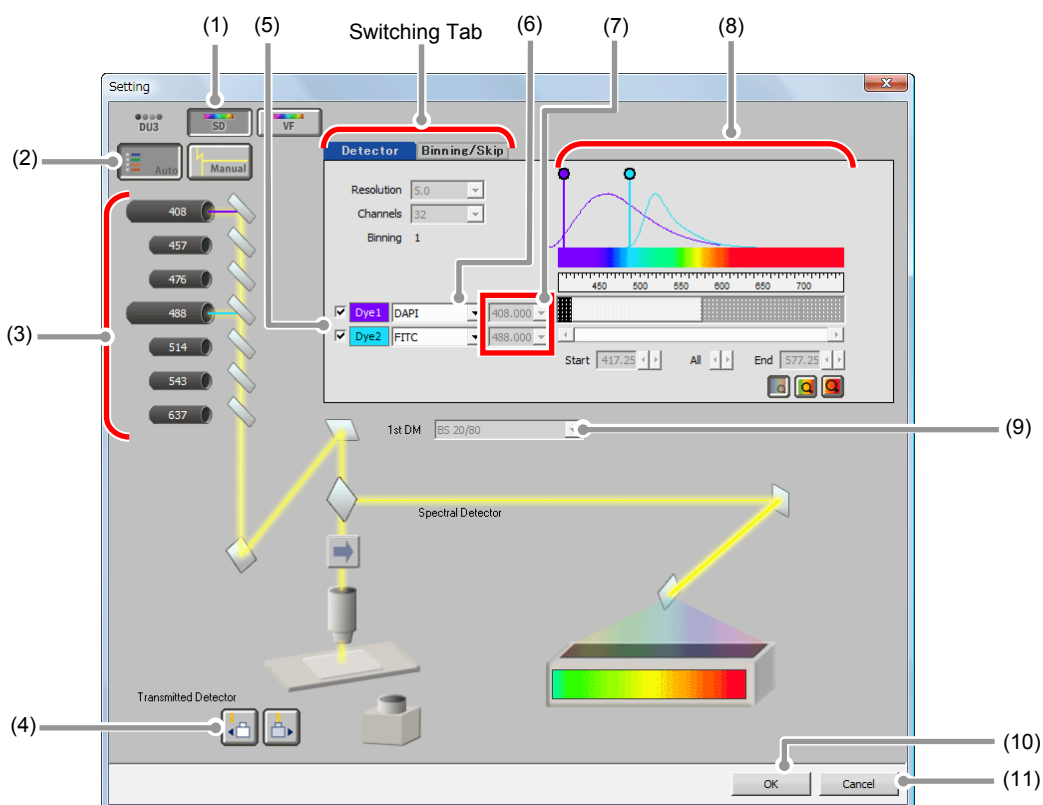 (1) (5) Switching Tab (6) (7) (8)
Setting
DU3 SD VF
(2) Auto Manual
Detector Binning/Skip
Resolution 5.0
Channels 32
Binning 1
408
457
476
(3) 488
514
543
637
450 500 550 600 650 700
Dye1 DAPI 408.000
Dye2 FITC 488.000
Start 417.25 All End 577.25
1st DM BS 20/80 (9)
Spectral Detector
Transmitted Detector
(4)
(10)
OK Cancel (11)